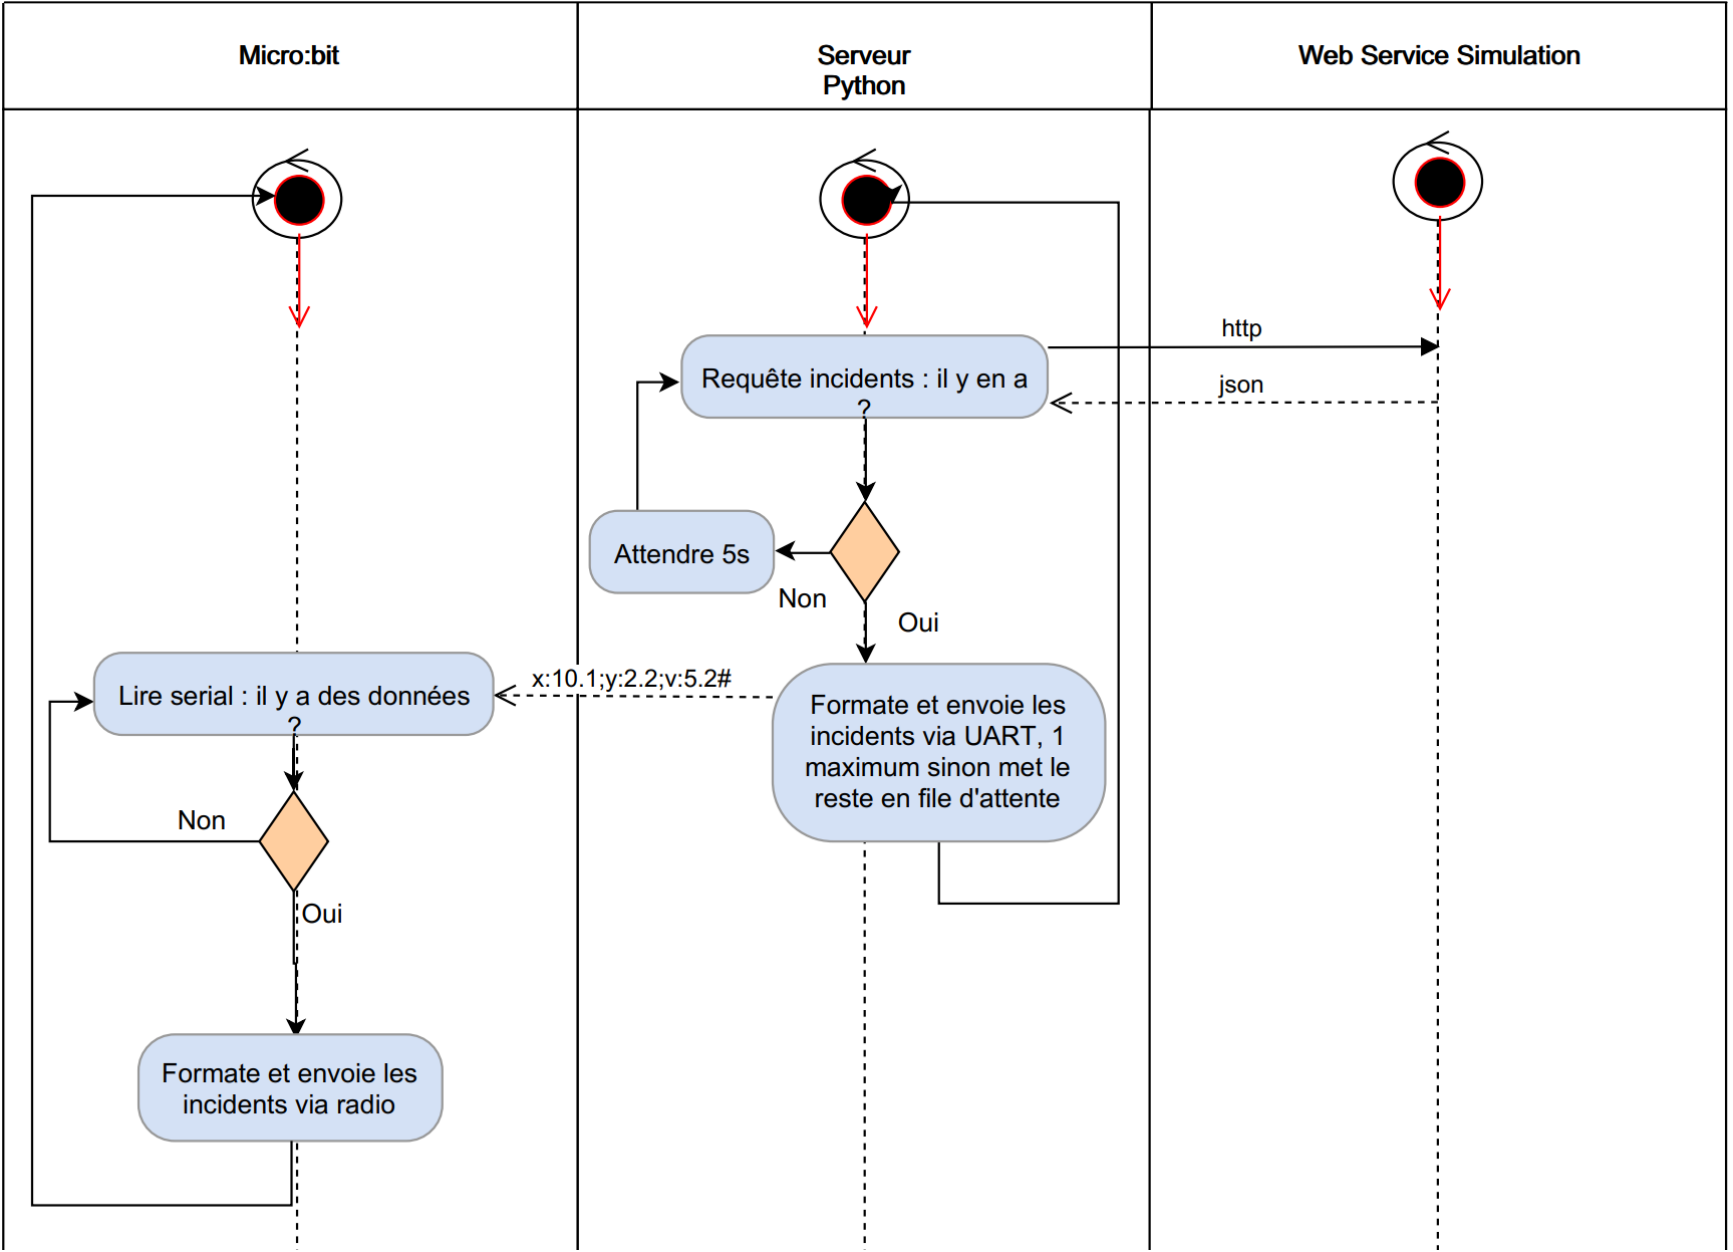 Micro:bit
Serveur
Python
Web Service Simulation
http
Requête incidents : il y en a
?
json
Attendre 5s
Non
Oui
x:10.1;y:2.2;v:5.2#
Lire serial : il y a des données
?
Formate et envoie les
incidents via UART, 1
maximum sinon met le
reste en file d'attente
Non
Oui
Formate et envoie les
incidents via radio